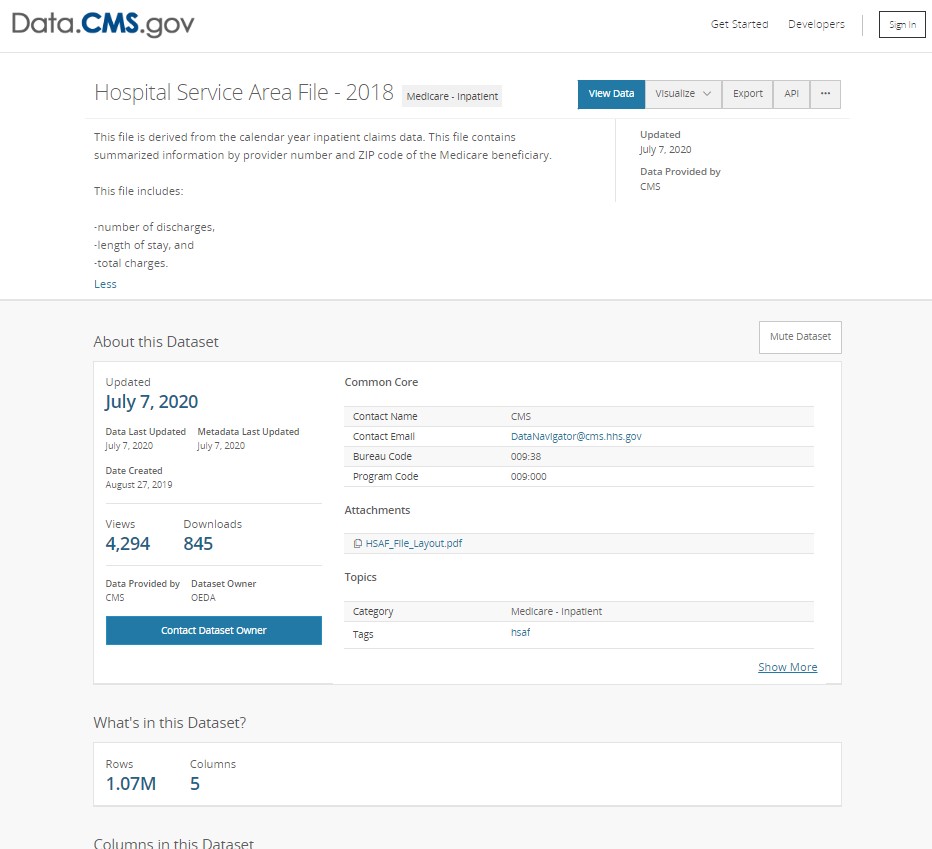 Data.CMS.gov
Get Started Developers Sign In
Hospital Service Area File - 2018 Medicare - Inpatient
View Data Visualize Export API ...
This file is derived from the calendar year inpatient claims data. This file contains
summarized information by provider number and ZIP code of the Medicare beneficiary.
This file includes:
-number of discharges,
-length of stay, and
-total charges.
Less
Updated
July 7, 2020
Data Provided by
CMS
About this Dataset
Mute Dataset
Updated
July 7, 2020
Data Last Updated Metadata Last Updated
July 7, 2020 July 7, 2020
Date Created
August 27, 2019
Views Downloads
4,294 845
Data Provided by Dataset Owner
CMS OEDA
Contact Dataset Owner
Common Core
Contact Name CMS
Contact Email DataNavigator@cms.hhs.gov
Bureau Code 009:38
Program Code 009:000
Attachments
HSAF_File_Layout.pdf
Topics
Category Medicare - Inpatient
Tags hsaf
Show More
What's in this Dataset?
Rows Columns
1.07M 5
Columns in this Dataset